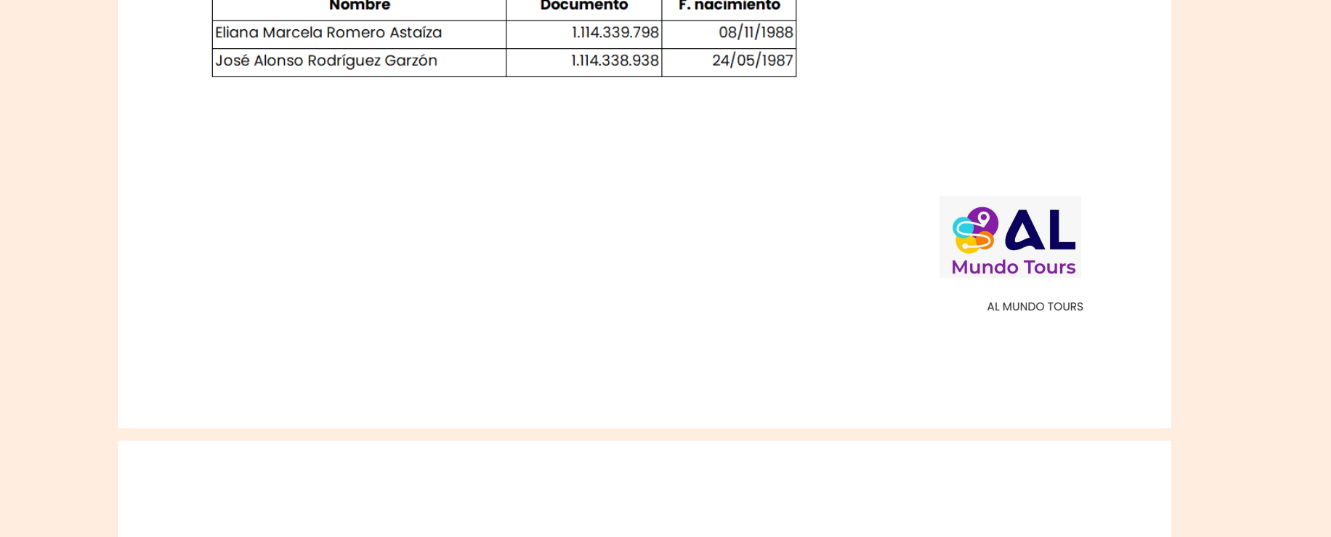 Nombre Documento F. nacimiento
Eliana Marcela Romero Astaíza 1.114.339.798 08/11/1988
José Alonso Rodríguez Garzón 1.114.338.938 24/05/1987
AL
Mundo Tours
AL MUNDO TOURS